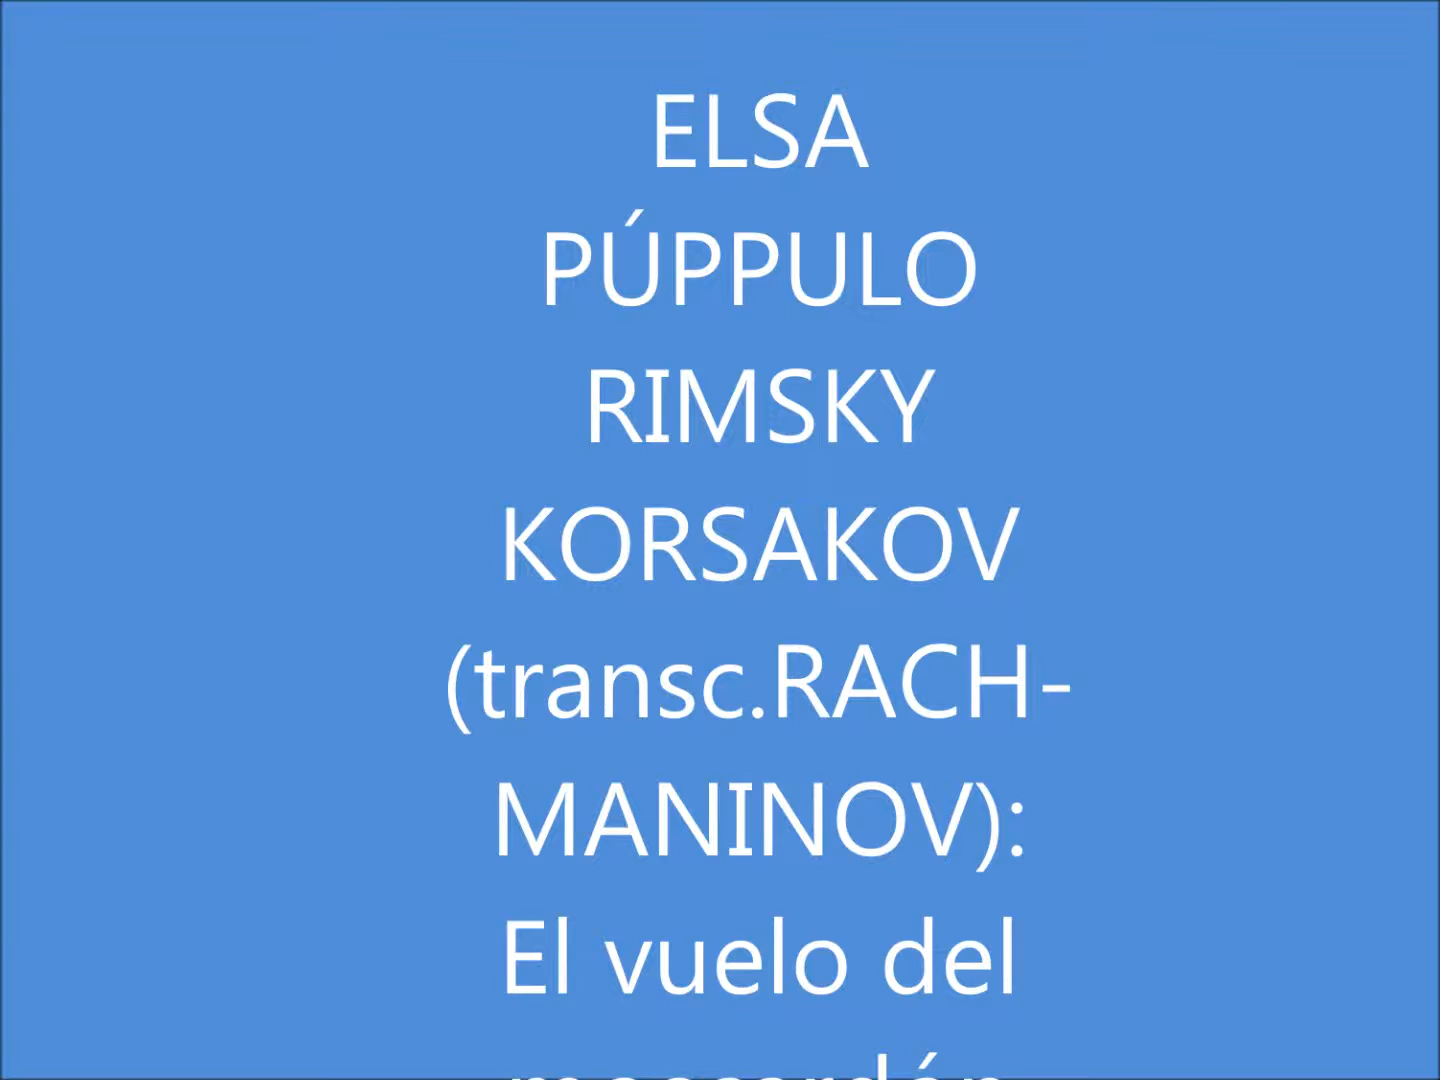 ELSA
PÚPPULO
RIMSKY
KORSAKOV
(transc.RACH-
MANINOV):
El vuelo del